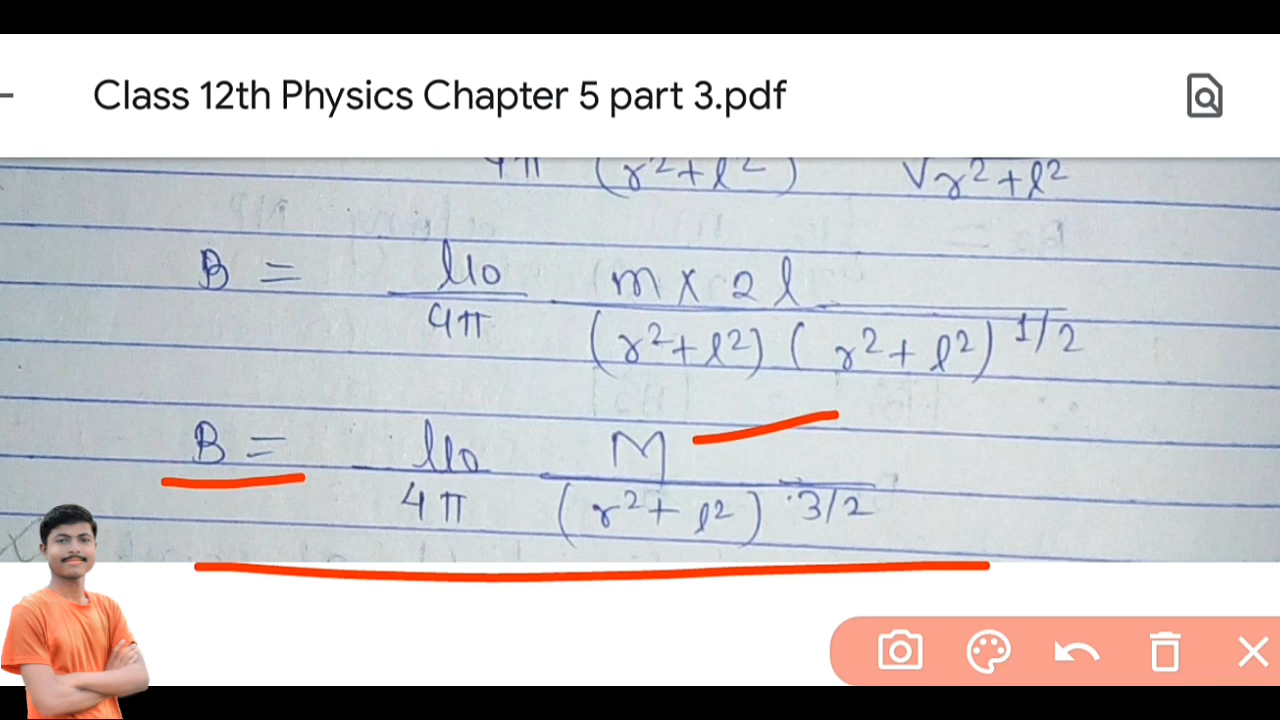 Class 12th Physics Chapter 5 part 3.pdf
4π (r²+l²) √r²+l²
B = μ0/4π m×2l/(r²+l²)(r²+l²)^1/2
B = μ0/4π M/(r²+l²)^3/2